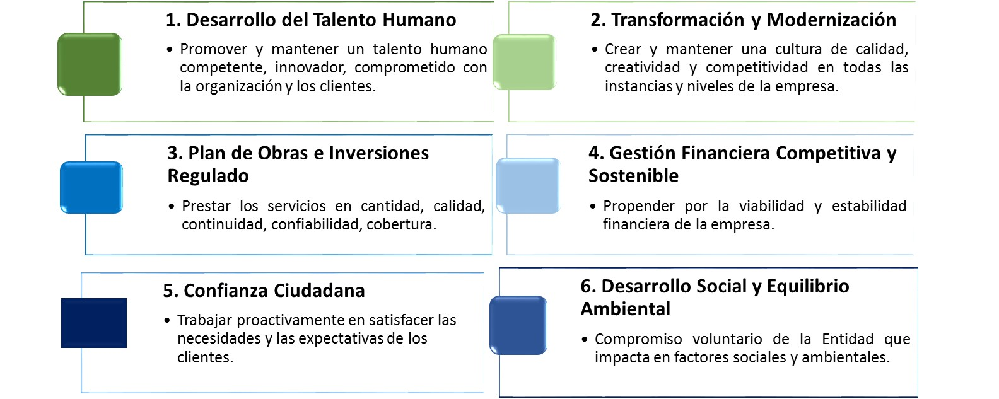 1. Desarrollo del Talento Humano
• Promover y mantener un talento humano
competente, innovador, comprometido con
la organización y los clientes.
2. Transformación y Modernización
• Crear y mantener una cultura de calidad,
creatividad y competitividad en todas las
instancias y niveles de la empresa.
3. Plan de Obras e Inversiones
Regulado
• Prestar los servicios en cantidad, calidad,
continuidad, confiabilidad, cobertura.
4. Gestión Financiera Competitiva y
Sostenible
• Propender por la viabilidad y estabilidad
financiera de la empresa.
5. Confianza Ciudadana
• Trabajar proactivamente en satisfacer las
necesidades y las expectativas de los
clientes.
6. Desarrollo Social y Equilibrio
Ambiental
• Compromiso voluntario de la Entidad que
impacta en factores sociales y ambientales.